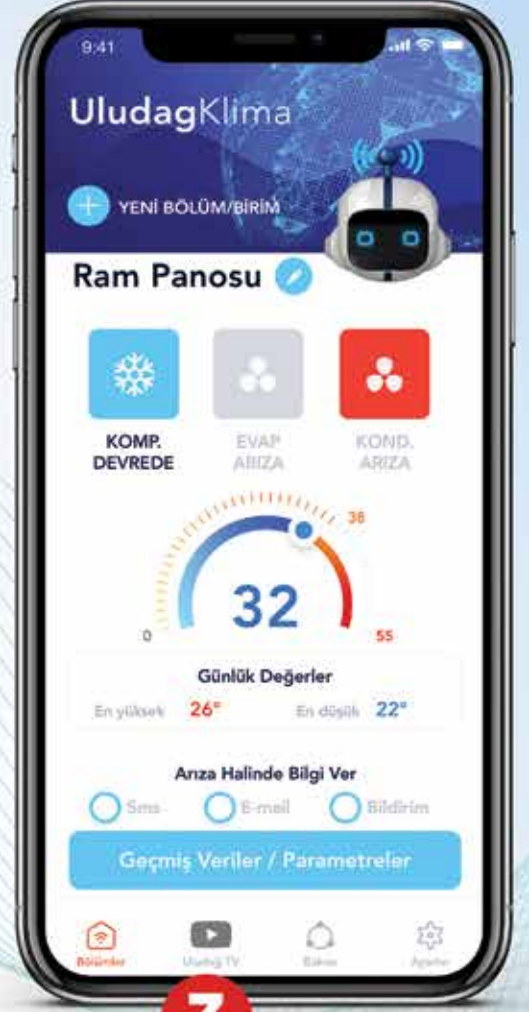 9:41
UludagKlima
YENİ BÖLÜM/BİRİM
Ram Panosu
KOMP. DEVREDE
EVAP ARIZA
KOND. ARIZA
38
32
0
55
Günlük Değerler
En yüksek 26° En düşük 22°
Arıza Halinde Bilgi Ver
Sms E-mail Bildirim
Geçmiş Veriler / Parametreler
Bölümler Uludağ TV Bakım Ayarlar